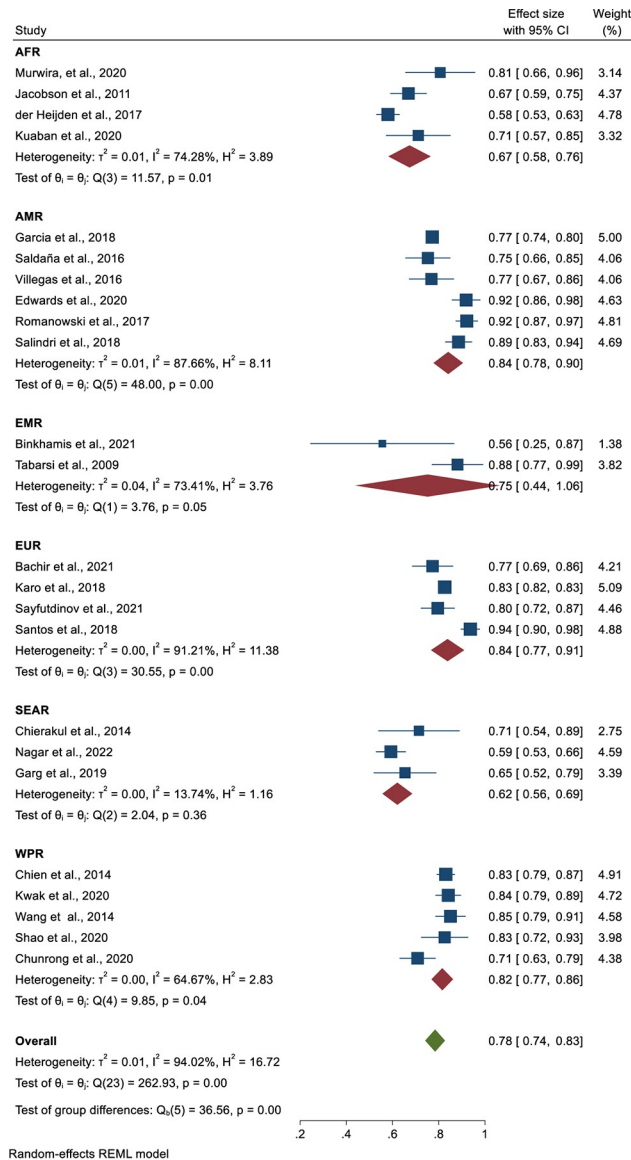 Effect size Weight
Study with 95% CI (%)
AFR
Murwira, et al., 2020 0.81 [ 0.66, 0.96] 3.14
Jacobson et al., 2011 0.67 [ 0.59, 0.75] 4.37
der Heijden et al., 2017 0.58 [ 0.53, 0.63] 4.78
Kuaban et al., 2020 0.71 [ 0.57, 0.85] 3.32
Heterogeneity: τ² = 0.01, I² = 74.28%, H² = 3.89 0.67 [ 0.58, 0.76]
Test of θᵢ = θⱼ: Q(3) = 11.57, p = 0.01
AMR
Garcia et al., 2018 0.77 [ 0.74, 0.80] 5.00
Saldaña et al., 2016 0.75 [ 0.66, 0.85] 4.06
Villegas et al., 2016 0.77 [ 0.67, 0.86] 4.06
Edwards et al., 2020 0.92 [ 0.86, 0.98] 4.63
Romanowski et al., 2017 0.92 [ 0.87, 0.97] 4.81
Salindri et al., 2018 0.89 [ 0.83, 0.94] 4.69
Heterogeneity: τ² = 0.01, I² = 87.66%, H² = 8.11 0.84 [ 0.78, 0.90]
Test of θᵢ = θⱼ: Q(5) = 48.00, p = 0.00
EMR
Binkhamis et al., 2021 0.56 [ 0.25, 0.87] 1.38
Tabarsi et al., 2009 0.88 [ 0.77, 0.99] 3.82
Heterogeneity: τ² = 0.04, I² = 73.41%, H² = 3.76 0.75 [ 0.44, 1.06]
Test of θᵢ = θⱼ: Q(1) = 3.76, p = 0.05
EUR
Bachir et al., 2021 0.77 [ 0.69, 0.86] 4.21
Karo et al., 2018 0.83 [ 0.82, 0.83] 5.09
Sayfutdinov et al., 2021 0.80 [ 0.72, 0.87] 4.46
Santos et al., 2018 0.94 [ 0.90, 0.98] 4.88
Heterogeneity: τ² = 0.00, I² = 91.21%, H² = 11.38 0.84 [ 0.77, 0.91]
Test of θᵢ = θⱼ: Q(3) = 30.55, p = 0.00
SEAR
Chierakul et al., 2014 0.71 [ 0.54, 0.89] 2.75
Nagar et al., 2022 0.59 [ 0.53, 0.66] 4.59
Garg et al., 2019 0.65 [ 0.52, 0.79] 3.39
Heterogeneity: τ² = 0.00, I² = 13.74%, H² = 1.16 0.62 [ 0.56, 0.69]
Test of θᵢ = θⱼ: Q(2) = 2.04, p = 0.36
WPR
Chien et al., 2014 0.83 [ 0.79, 0.87] 4.91
Kwak et al., 2020 0.84 [ 0.79, 0.89] 4.72
Wang et  al., 2014 0.85 [ 0.79, 0.91] 4.58
Shao et al., 2020 0.83 [ 0.72, 0.93] 3.98
Chunrong et al., 2020 0.71 [ 0.63, 0.79] 4.38
Heterogeneity: τ² = 0.00, I² = 64.67%, H² = 2.83 0.82 [ 0.77, 0.86]
Test of θᵢ = θⱼ: Q(4) = 9.85, p = 0.04
Overall 0.78 [ 0.74, 0.83]
Heterogeneity: τ² = 0.01, I² = 94.02%, H² = 16.72
Test of θᵢ = θⱼ: Q(23) = 262.93, p = 0.00
Test of group differences: Q_b(5) = 36.56, p = 0.00
.2 .4 .6 .8 1
Random-effects REML model